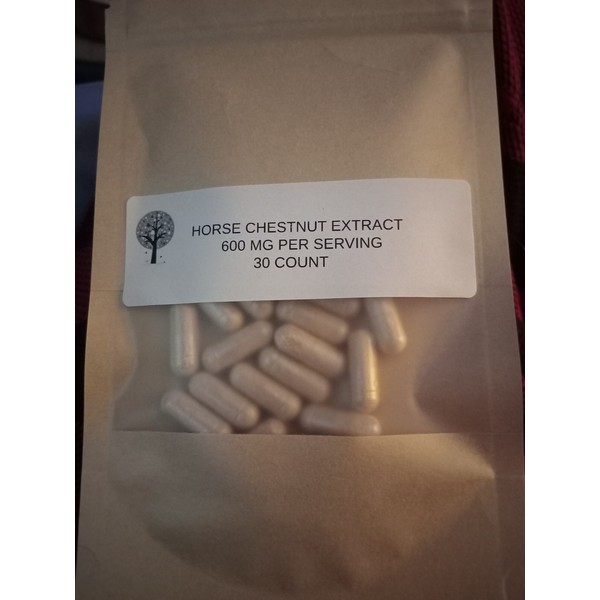 HORSE CHESTNUT EXTRACT
600 MG PER SERVING
30 COUNT